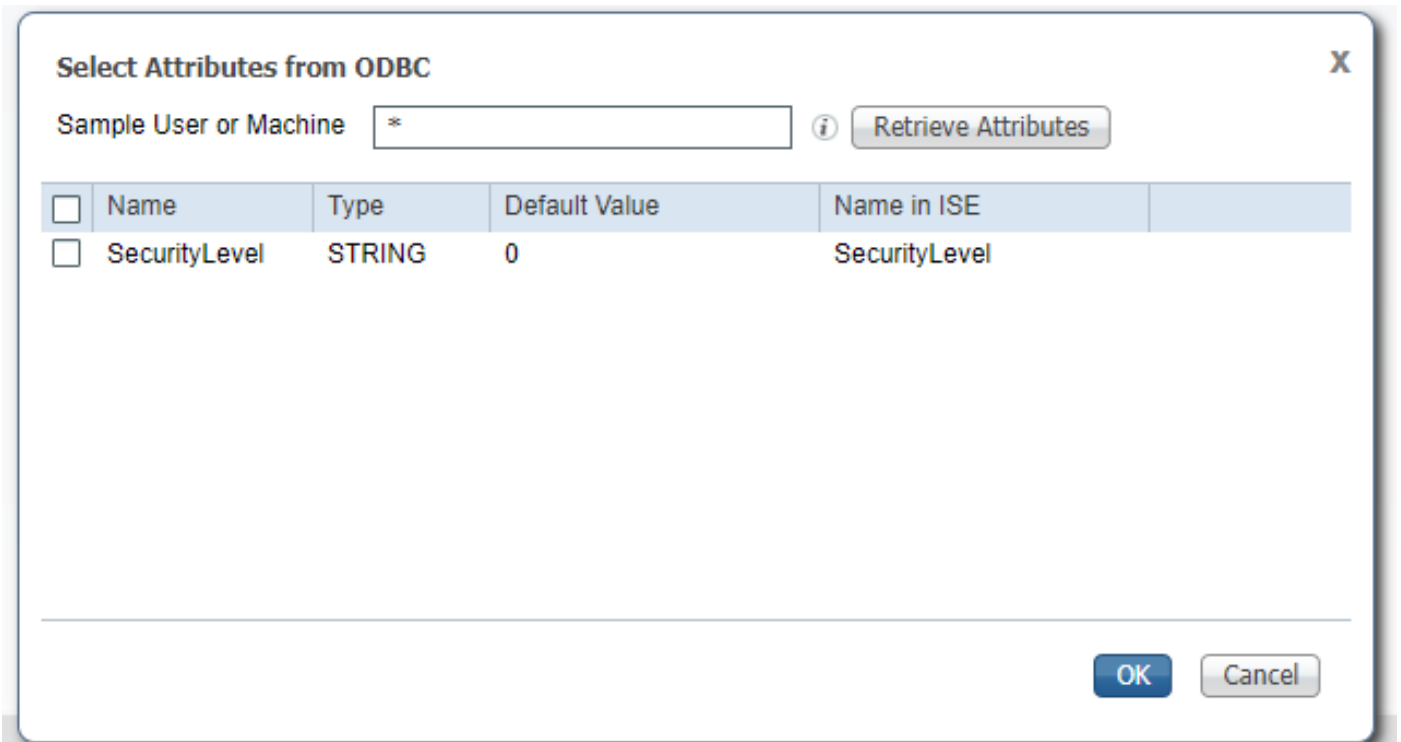 Select Attributes from ODBC X
Sample User or Machine * i Retrieve Attributes
Name Type Default Value Name in ISE
SecurityLevel STRING 0 SecurityLevel
OK Cancel